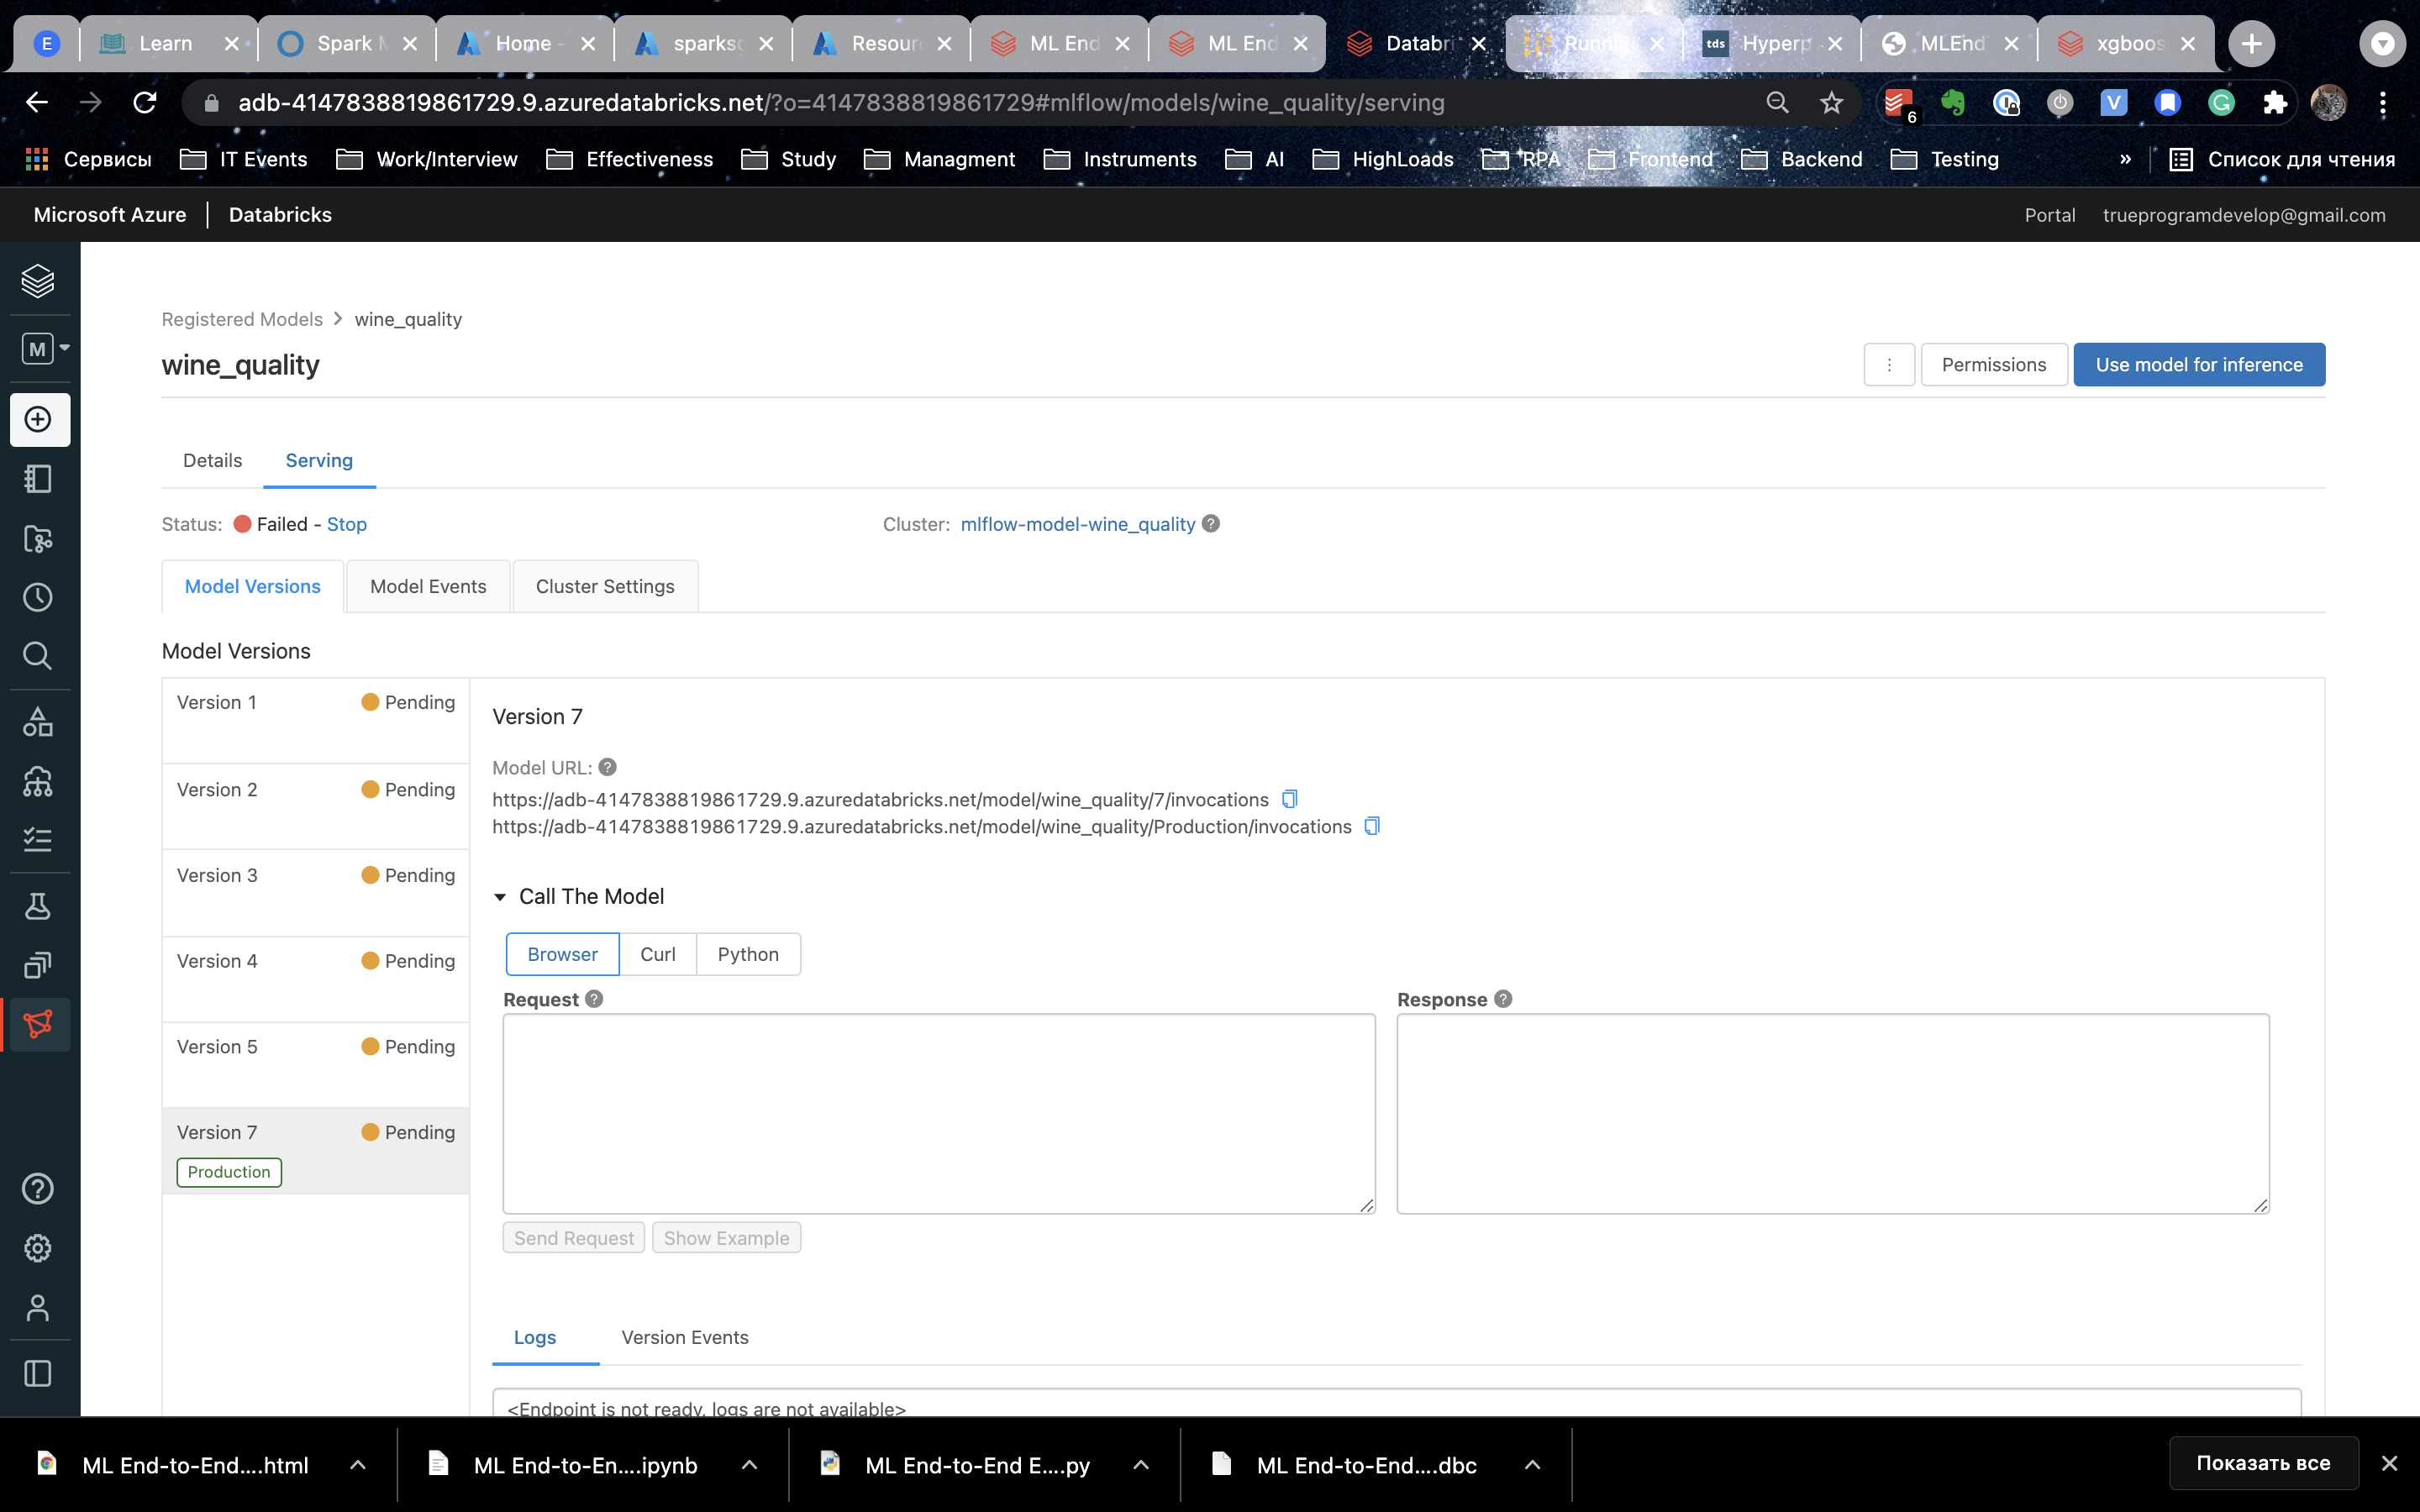 E Learn Spark M Home - sparksc Resour ML End ML End Databri Runnin tds Hyperp MLEnd xgboos
adb-4147838819861729.9.azuredatabricks.net/?o=4147838819861729#mlflow/models/wine_quality/serving 6 V G
Сервисы IT Events Work/Interview Effectiveness Study Managment Instruments AI HighLoads RPA Frontend Backend Testing » Список для чтения
Microsoft Azure Databricks Portal trueprogramdevelop@gmail.com
M
Registered Models > wine_quality
wine_quality
Permissions Use model for inference
Details Serving
Status: Failed - Stop Cluster: mlflow-model-wine_quality ?
Model Versions Model Events Cluster Settings
Model Versions
Version 1 Pending
Version 2 Pending
Version 3 Pending
Version 4 Pending
Version 5 Pending
Version 7 Pending
Production
Version 7
Model URL: ?
https://adb-4147838819861729.9.azuredatabricks.net/model/wine_quality/7/invocations
https://adb-4147838819861729.9.azuredatabricks.net/model/wine_quality/Production/invocations
Call The Model
Browser Curl Python
Request ? Response ?
Send Request Show Example
Logs Version Events
<Endpoint is not ready, logs are not available>
ML End-to-End....html ML End-to-En....ipynb ML End-to-End E....py ML End-to-End....dbc Показать все